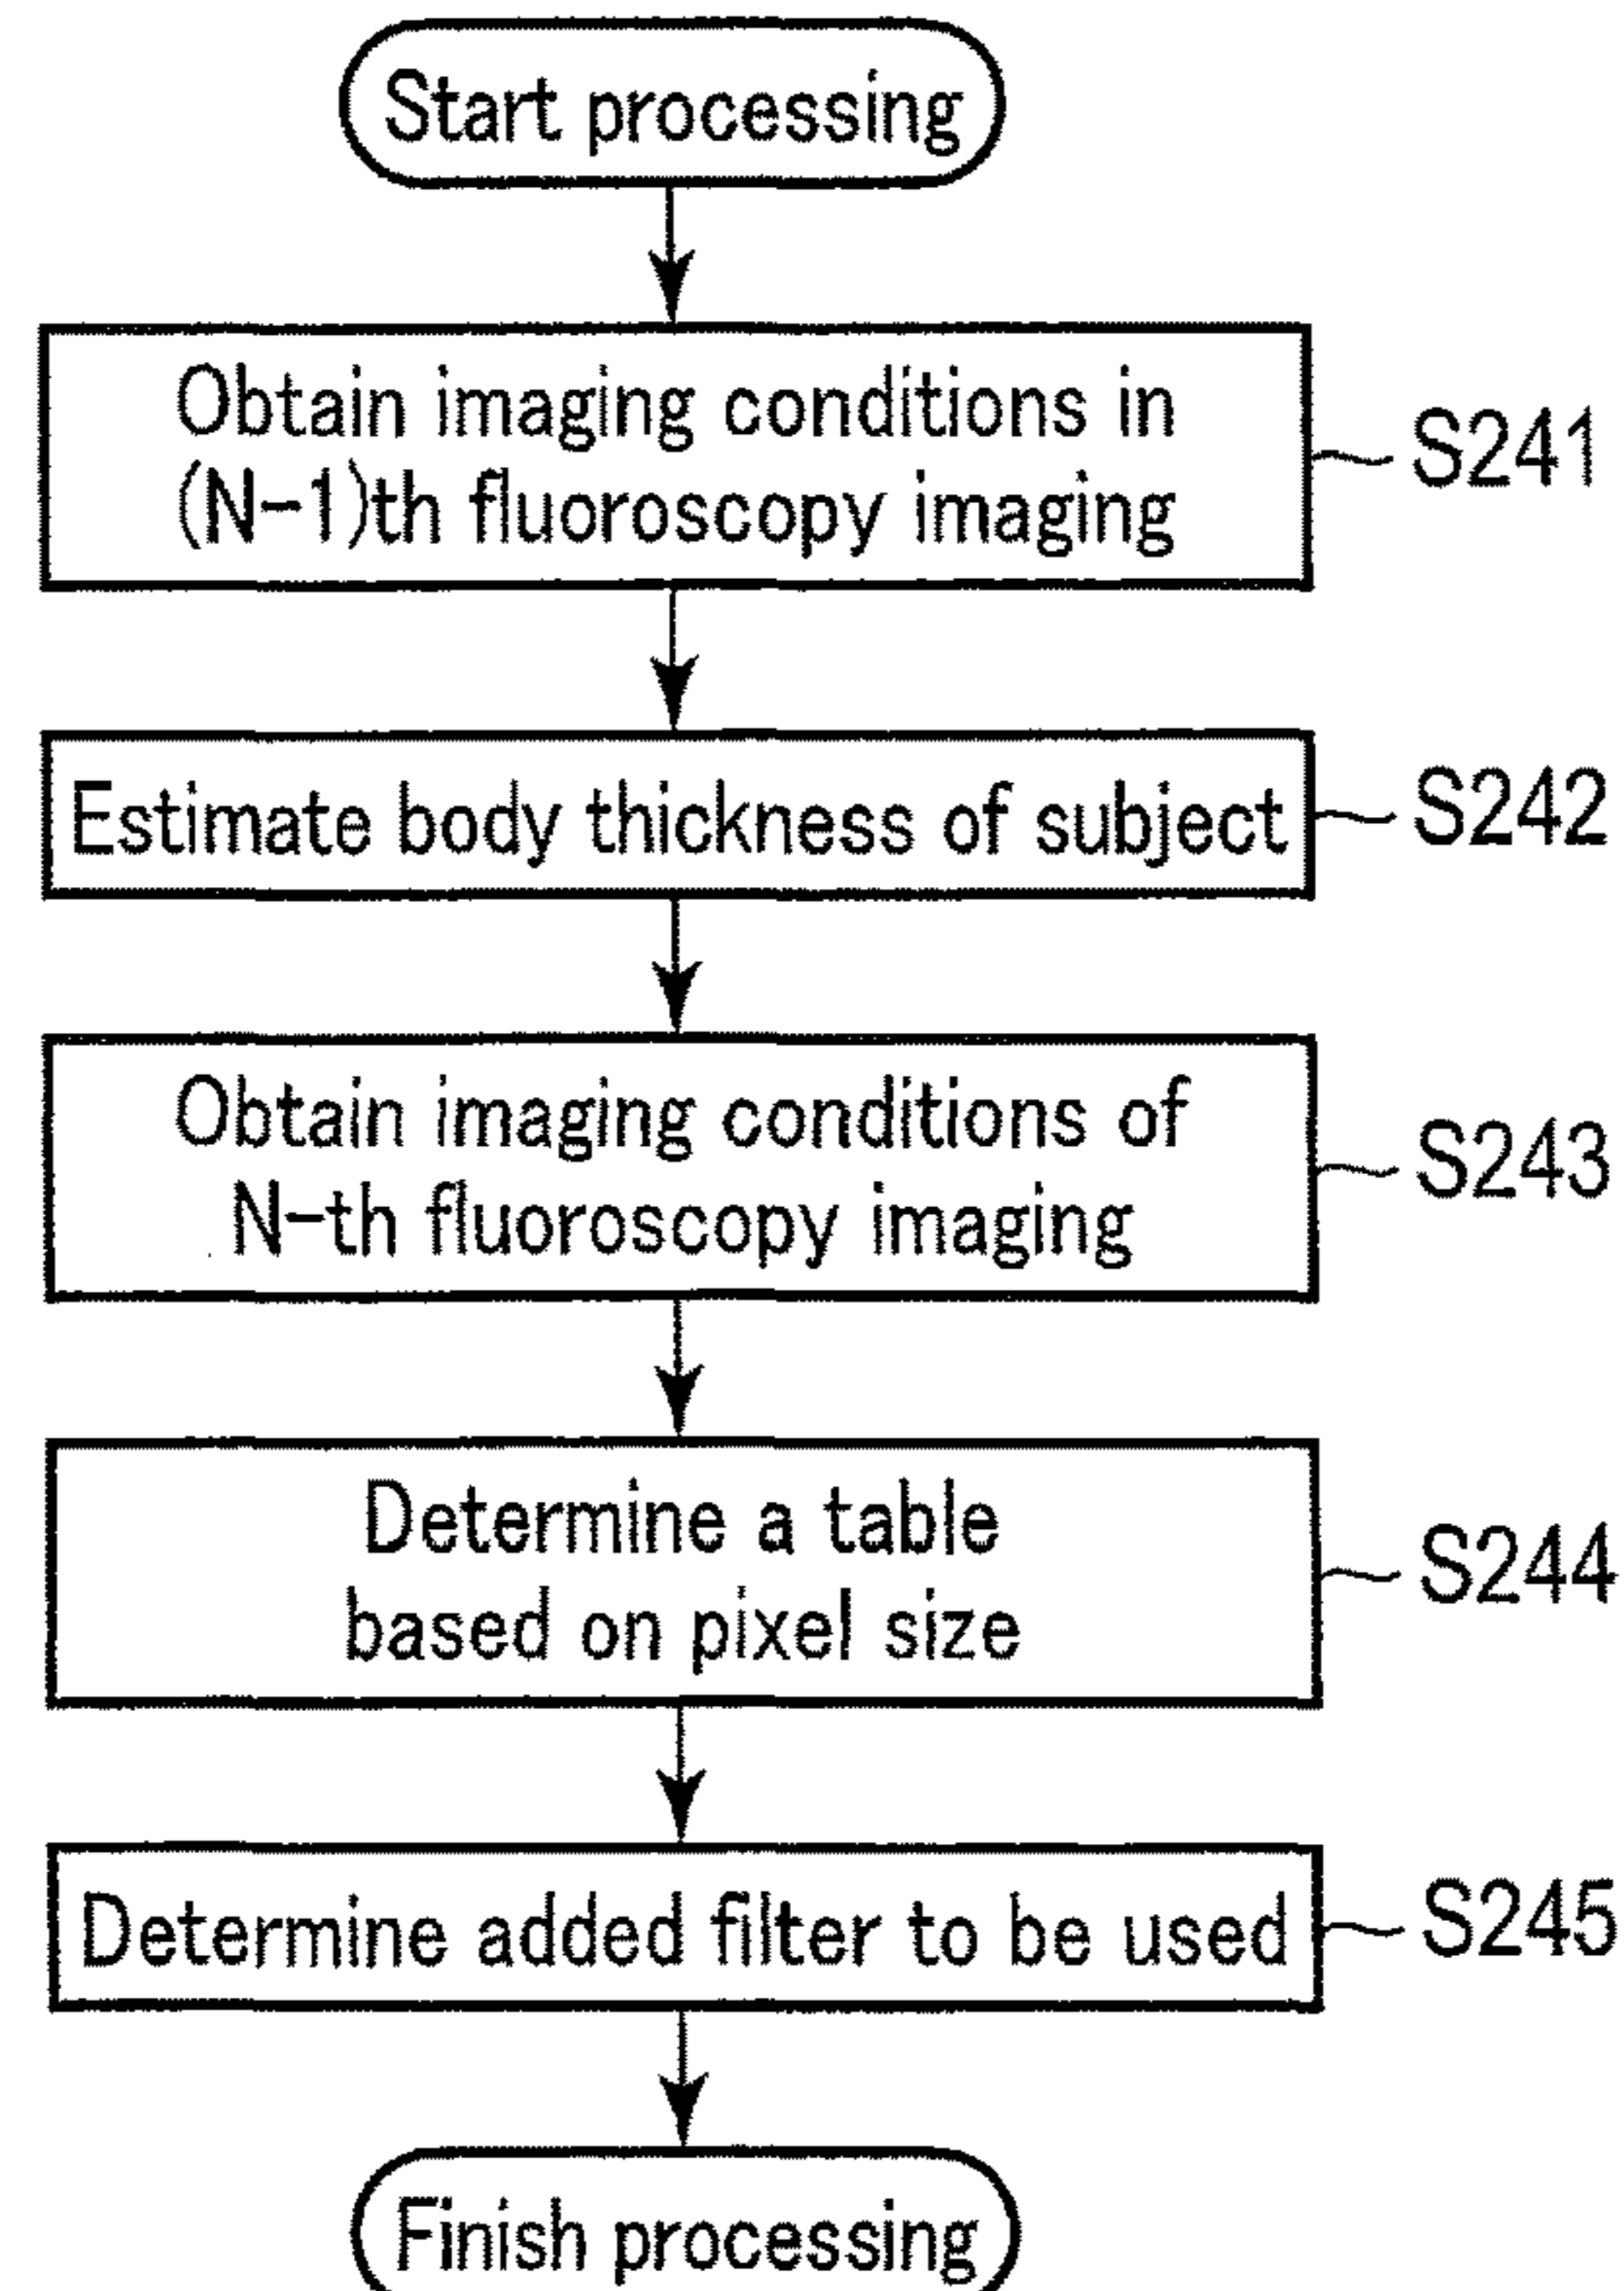 Start processing
Obtain imaging conditions in
(N-1)th fluoroscopy imaging
S241
Estimate body thickness of subject
S242
Obtain imaging conditions of
N-th fluoroscopy imaging
S243
Determine a table
based on pixel size
S244
Determine added filter to be used
S245
Finish processing